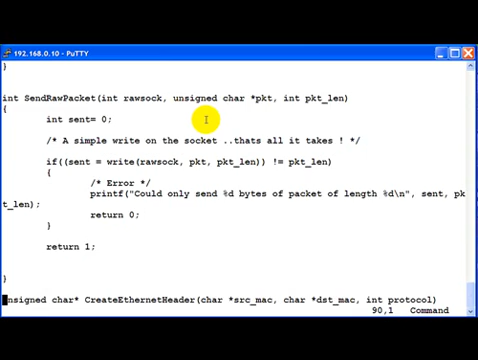 192.168.0.10 - PuTTY
}
int SendRawPacket(int rawsock, unsigned char *pkt, int pkt_len)
{
int sent= 0;
/* A simple write on the socket ..thats all it takes ! */
if((sent = write(rawsock, pkt, pkt_len)) != pkt_len)
{
/* Error */
printf("Could only send %d bytes of packet of length %d\n", sent, pk
t_len);
return 0;
}
return 1;
}
unsigned char* CreateEthernetHeader(char *src_mac, char *dst_mac, int protocol)
90,1 Command